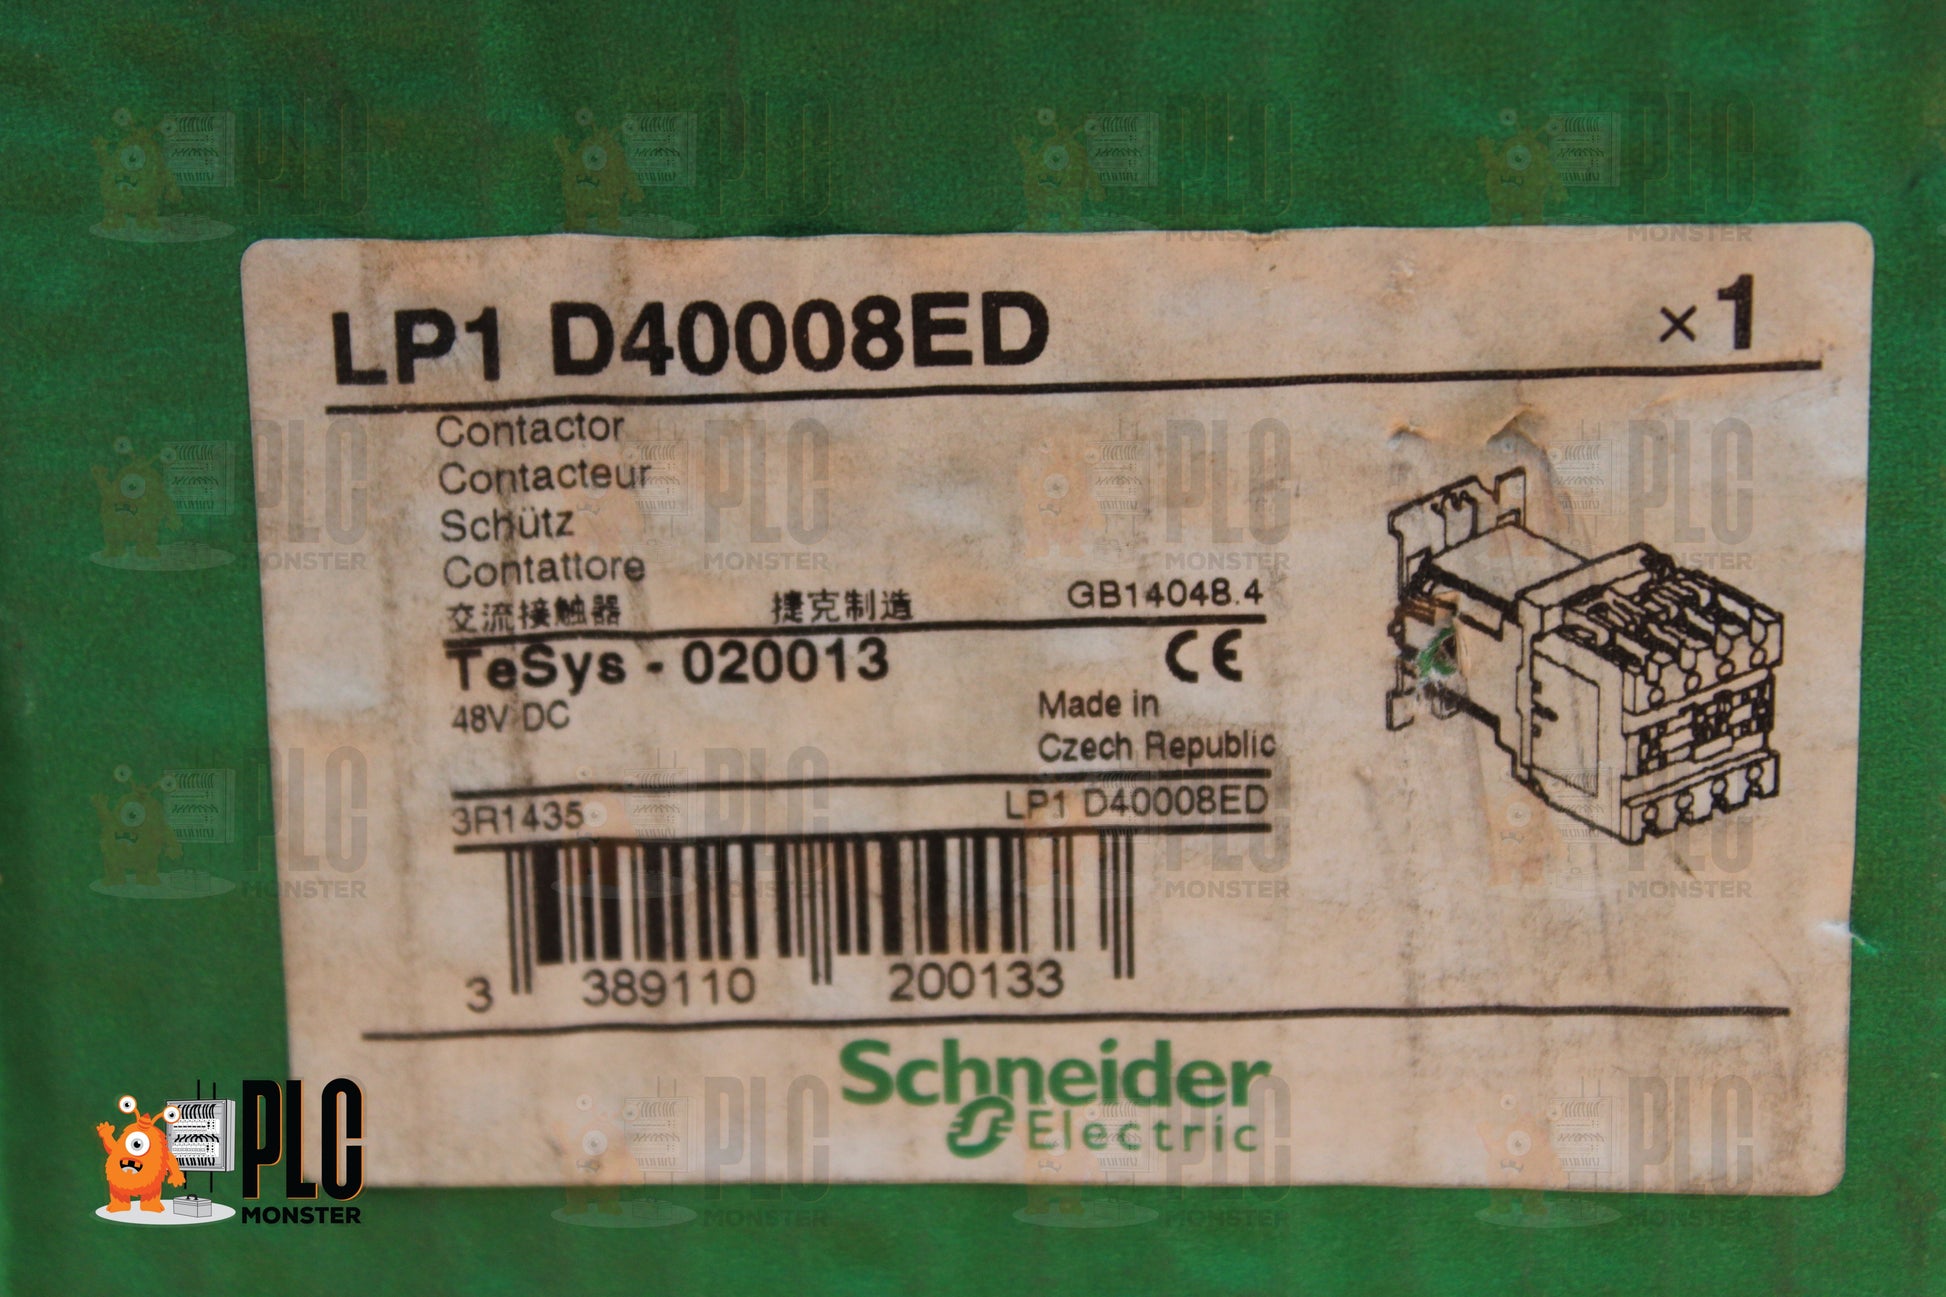 LP1 D40008ED ×1
Contactor
Contacteur
Schütz
Contattore
交流接触器 捷克制造 GB14048.4
TeSys - 020013 CE
48V DC
Made in
Czech Republic
3R1435 LP1 D40008ED
3 389110 200133
Schneider
Electric
PLC
MONSTER